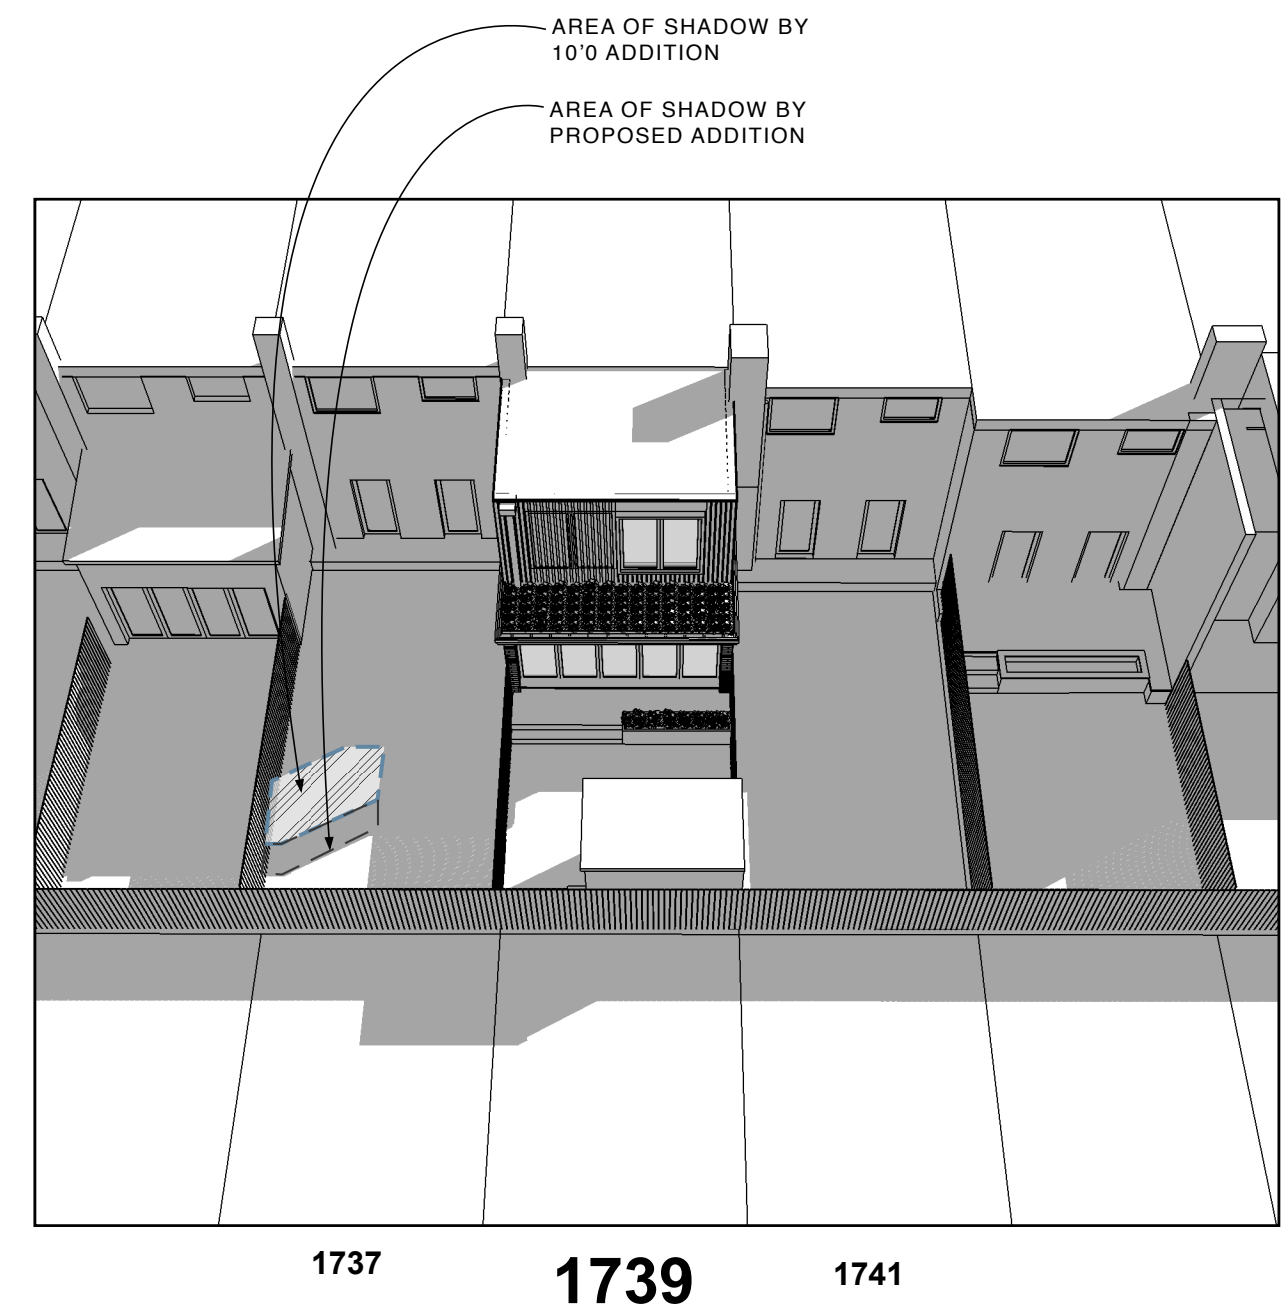 AREA OF SHADOW BY
10'0 ADDITION
AREA OF SHADOW BY
PROPOSED ADDITION
1737
1739
1741